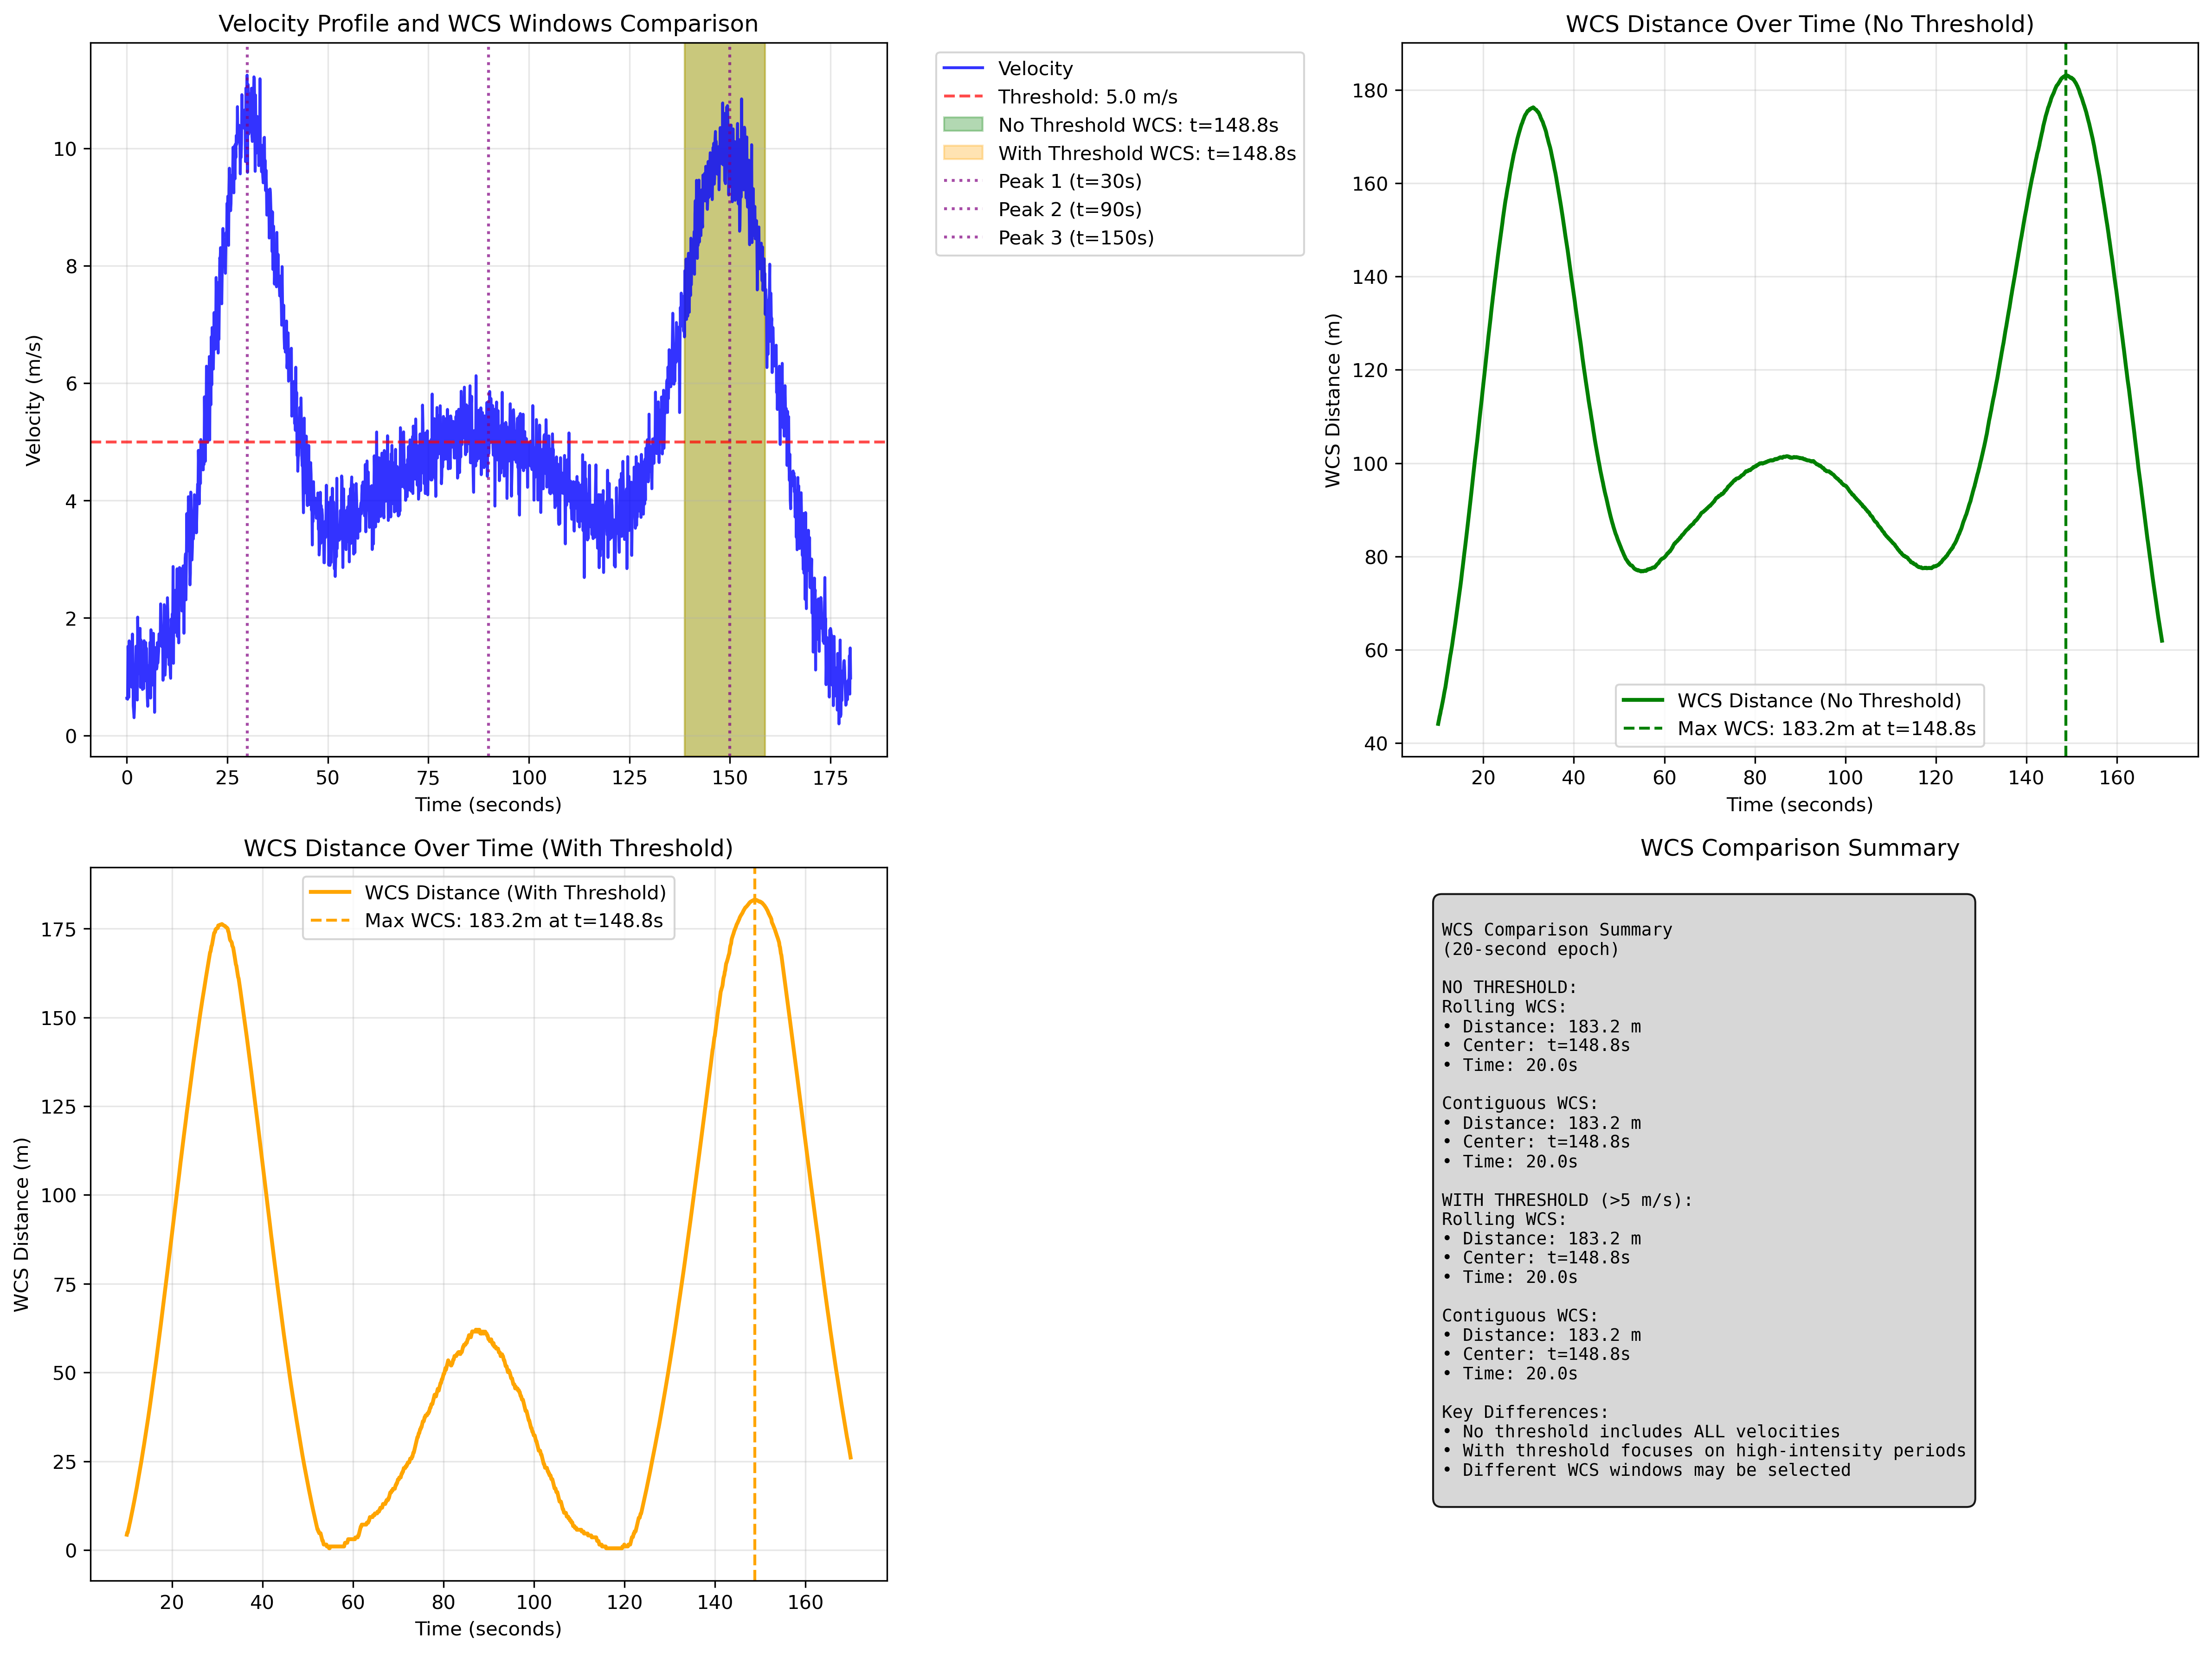 Velocity Profile and WCS Windows Comparison
Velocity (m/s)
10
8
6
4
2
0
0 25 50 75 100 125 150 175
Time (seconds)
Velocity
Threshold: 5.0 m/s
No Threshold WCS: t=148.8s
With Threshold WCS: t=148.8s
Peak 1 (t=30s)
Peak 2 (t=90s)
Peak 3 (t=150s)
WCS Distance Over Time (No Threshold)
WCS Distance (m)
180
160
140
120
100
80
60
40
WCS Distance (No Threshold)
Max WCS: 183.2m at t=148.8s
20 40 60 80 100 120 140 160
Time (seconds)
WCS Distance Over Time (With Threshold)
WCS Distance (With Threshold)
Max WCS: 183.2m at t=148.8s
WCS Distance (m)
175
150
125
100
75
50
25
0
20 40 60 80 100 120 140 160
Time (seconds)
WCS Comparison Summary
WCS Comparison Summary
(20-second epoch)
NO THRESHOLD:
Rolling WCS:
• Distance: 183.2 m
• Center: t=148.8s
• Time: 20.0s
Contiguous WCS:
• Distance: 183.2 m
• Center: t=148.8s
• Time: 20.0s
WITH THRESHOLD (>5 m/s):
Rolling WCS:
• Distance: 183.2 m
• Center: t=148.8s
• Time: 20.0s
Contiguous WCS:
• Distance: 183.2 m
• Center: t=148.8s
• Time: 20.0s
Key Differences:
• No threshold includes ALL velocities
• With threshold focuses on high-intensity periods
• Different WCS windows may be selected